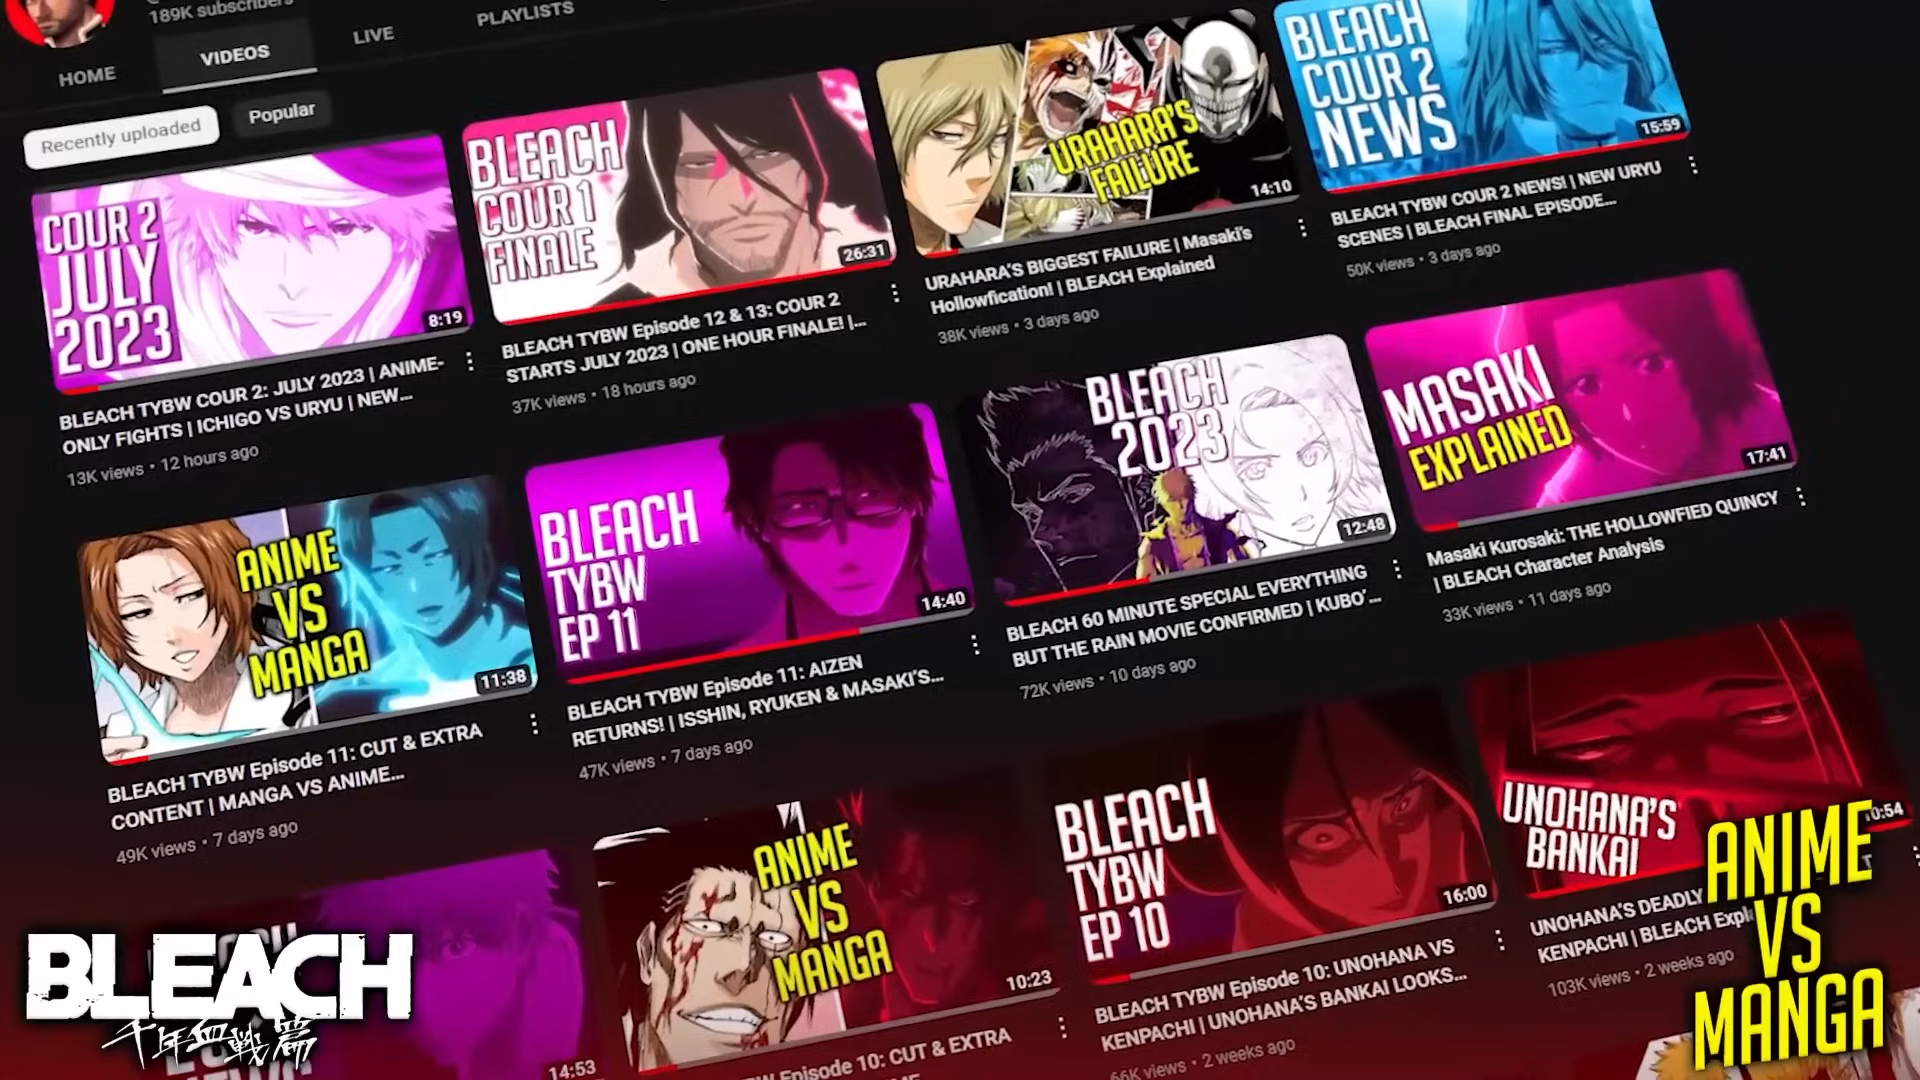 189K subscribers
HOME
VIDEOS
LIVE
PLAYLISTS
Recently uploaded
Popular
COUR 2
JULY
2023
8:19
BLEACH TYBW COUR 2: JULY 2023 | ANIME-
ONLY FIGHTS | ICHIGO VS URYU | NEW...
13K views • 12 hours ago
BLEACH
COUR 1
FINALE
26:31
BLEACH TYBW Episode 12 & 13: COUR 2
STARTS JULY 2023 | ONE HOUR FINALE! |...
37K views • 18 hours ago
URAHARA'S
FAILURE
14:10
URAHARA'S BIGGEST FAILURE | Masaki's
Hollowfication! | BLEACH Explained
38K views • 3 days ago
BLEACH
COUR 2
NEWS
15:59
BLEACH TYBW COUR 2 NEWS! | NEW URYU
SCENES | BLEACH FINAL EPISODE...
50K views • 3 days ago
ANIME
VS
MANGA
11:38
BLEACH TYBW Episode 11: CUT & EXTRA
CONTENT | MANGA VS ANIME...
49K views • 7 days ago
BLEACH
TYBW
EP 11
14:40
BLEACH TYBW Episode 11: AIZEN
RETURNS! | ISSHIN, RYUKEN & MASAKI'S...
47K views • 7 days ago
BLEACH
2023
12:48
BLEACH 60 MINUTE SPECIAL EVERYTHING
BUT THE RAIN MOVIE CONFIRMED | KUBO'...
72K views • 10 days ago
MASAKI
EXPLAINED
17:41
Masaki Kurosaki: THE HOLLOWFIED QUINCY
| BLEACH Character Analysis
33K views • 11 days ago
14:53
ANIME
VS
MANGA
10:23
Episode 10: CUT & EXTRA
BLEACH
TYBW
EP 10
16:00
BLEACH TYBW Episode 10: UNOHANA VS
KENPACHI | UNOHANA'S BANKAI LOOKS...
66K views • 2 weeks ago
UNOHANA'S
BANKAI
0:54
UNOHANA'S DEADLY
KENPACHI | BLEACH
103K views • 2 weeks ago
BLEACH
千年血戦篇
ANIME
VS
MANGA